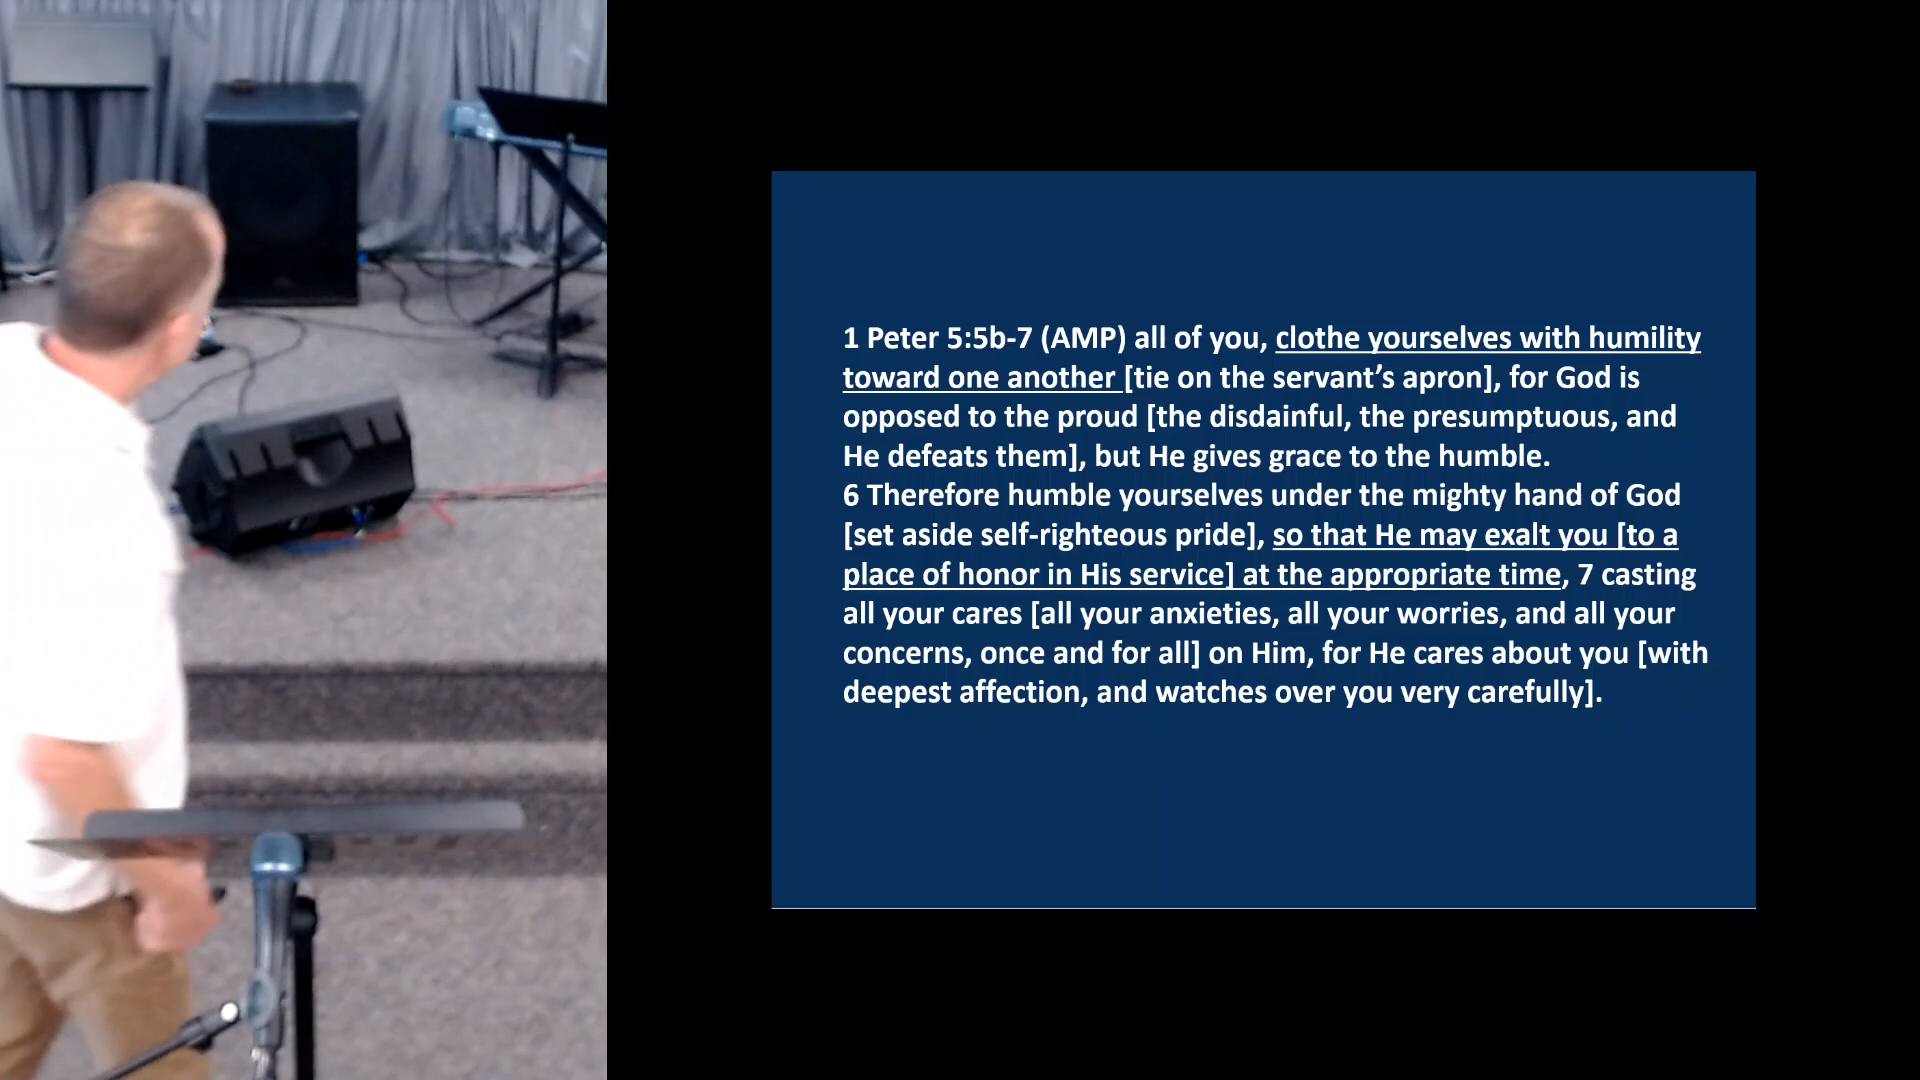 1 Peter 5:5b-7 (AMP) all of you, clothe yourselves with humility
toward one another [tie on the servant’s apron], for God is
opposed to the proud [the disdainful, the presumptuous, and
He defeats them], but He gives grace to the humble.
6 Therefore humble yourselves under the mighty hand of God
[set aside self-righteous pride], so that He may exalt you [to a
place of honor in His service] at the appropriate time, 7 casting
all your cares [all your anxieties, all your worries, and all your
concerns, once and for all] on Him, for He cares about you [with
deepest affection, and watches over you very carefully].